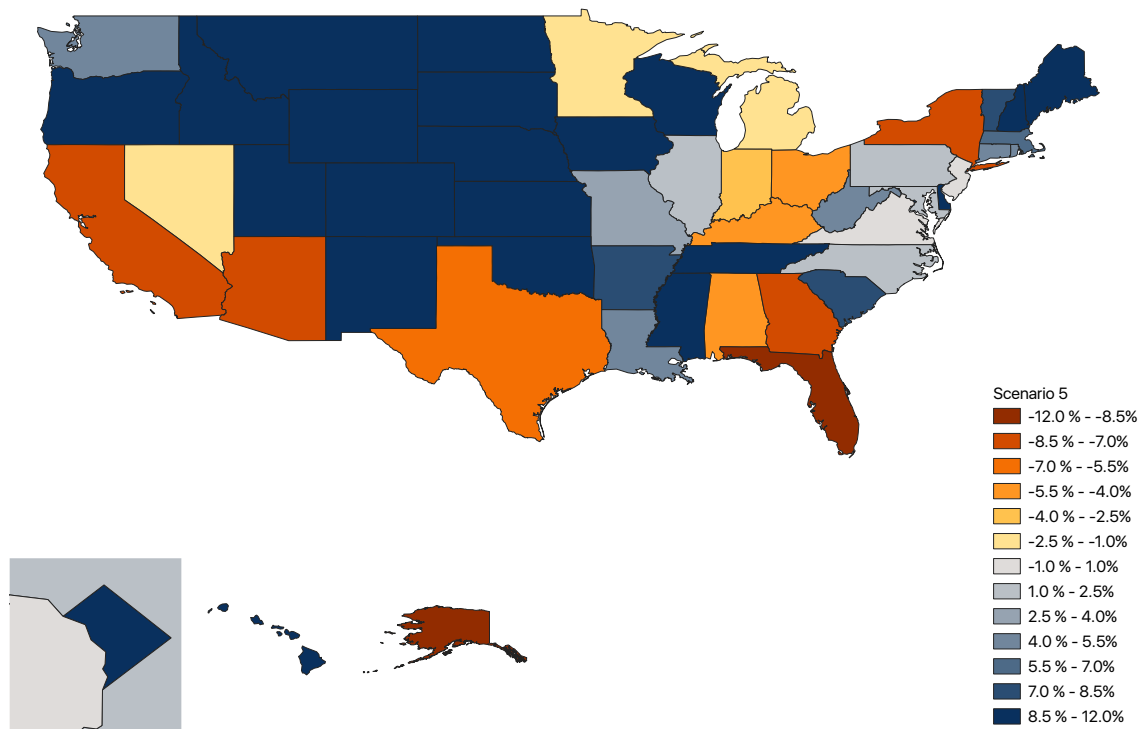 Scenario 5
-12.0 % - -8.5%
-8.5 % - -7.0%
-7.0 % - -5.5%
-5.5 % - -4.0%
-4.0 % - -2.5%
-2.5 % - -1.0%
-1.0 % - 1.0%
1.0 % - 2.5%
2.5 % - 4.0%
4.0 % - 5.5%
5.5 % - 7.0%
7.0 % - 8.5%
8.5 % - 12.0%